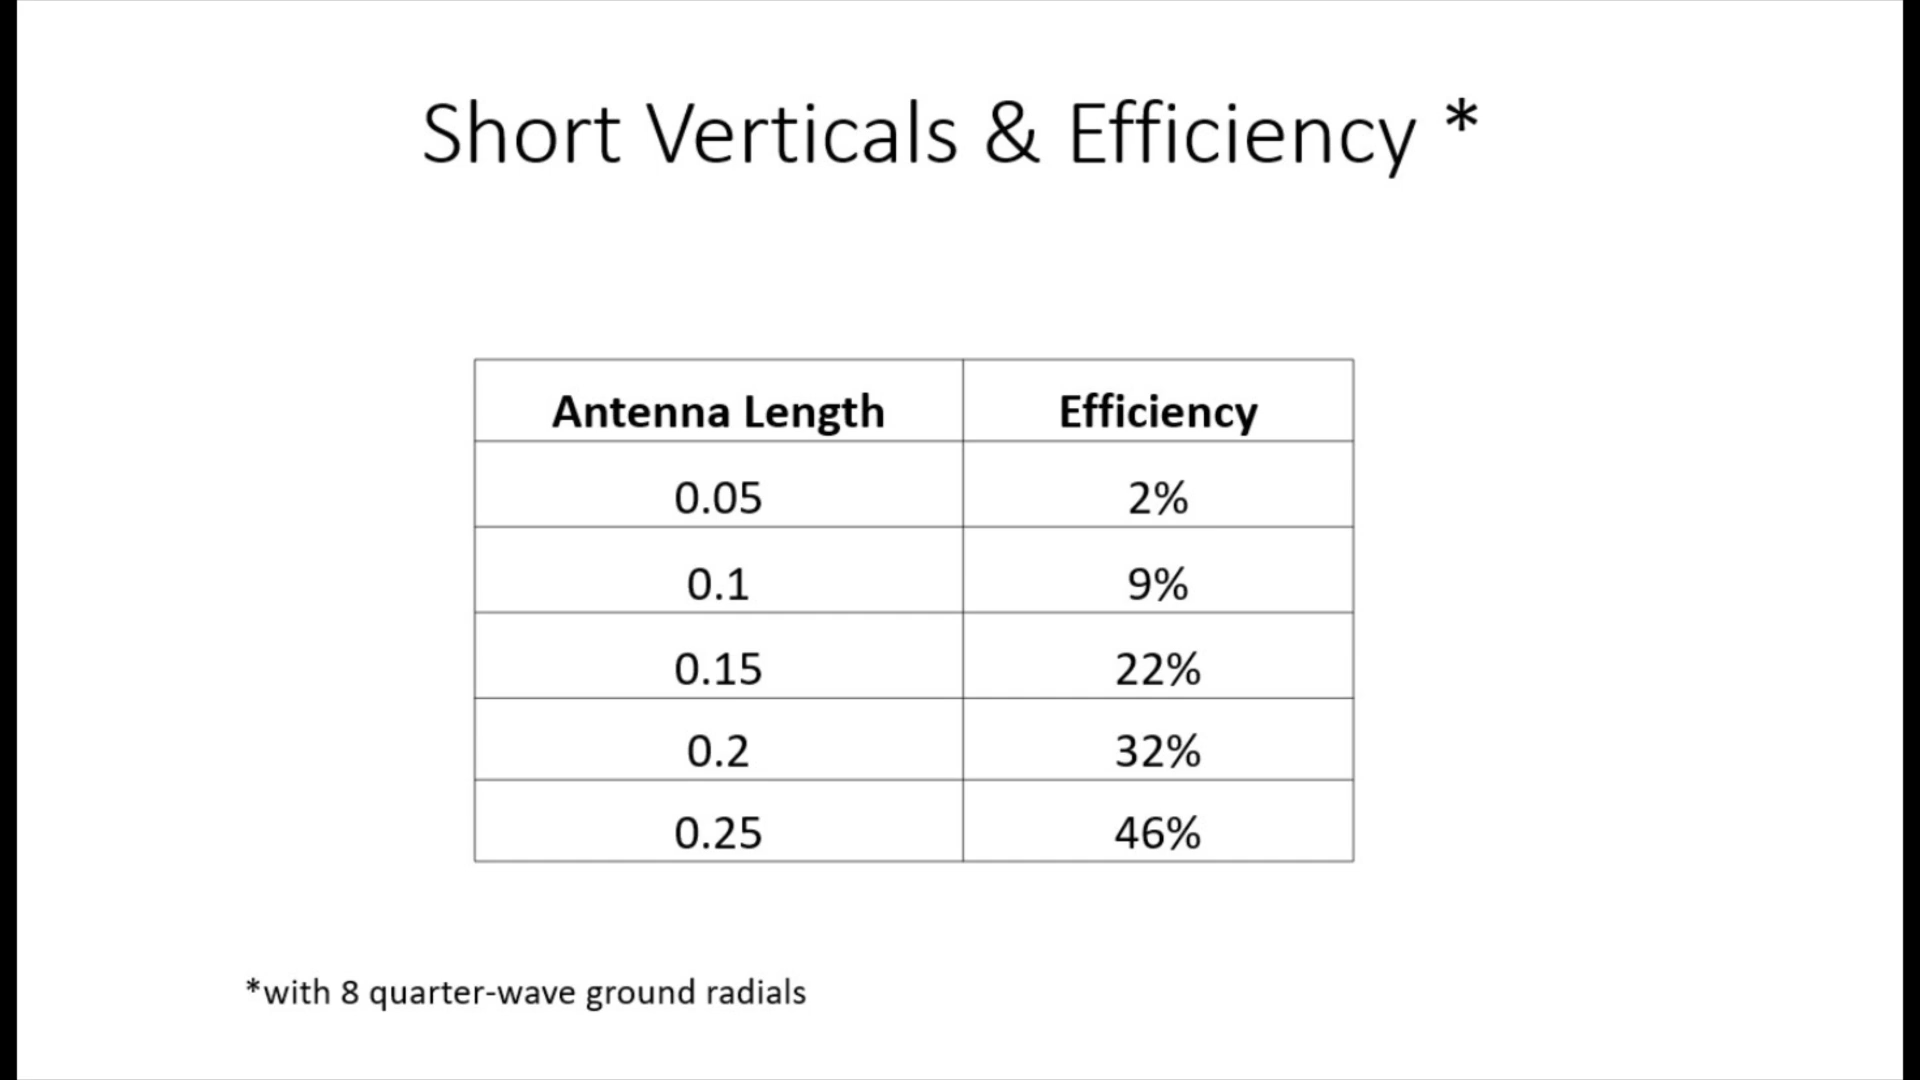 Short Verticals & Efficiency *
Antenna Length Efficiency
0.05 2%
0.1 9%
0.15 22%
0.2 32%
0.25 46%
*with 8 quarter-wave ground radials